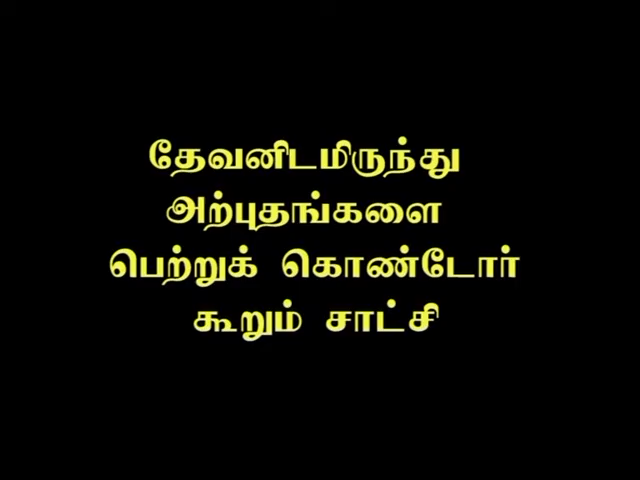 தேவனிடமிருந்து
அற்புதங்களை
பெற்றுக் கொண்டோர்
கூறும் சாட்சி